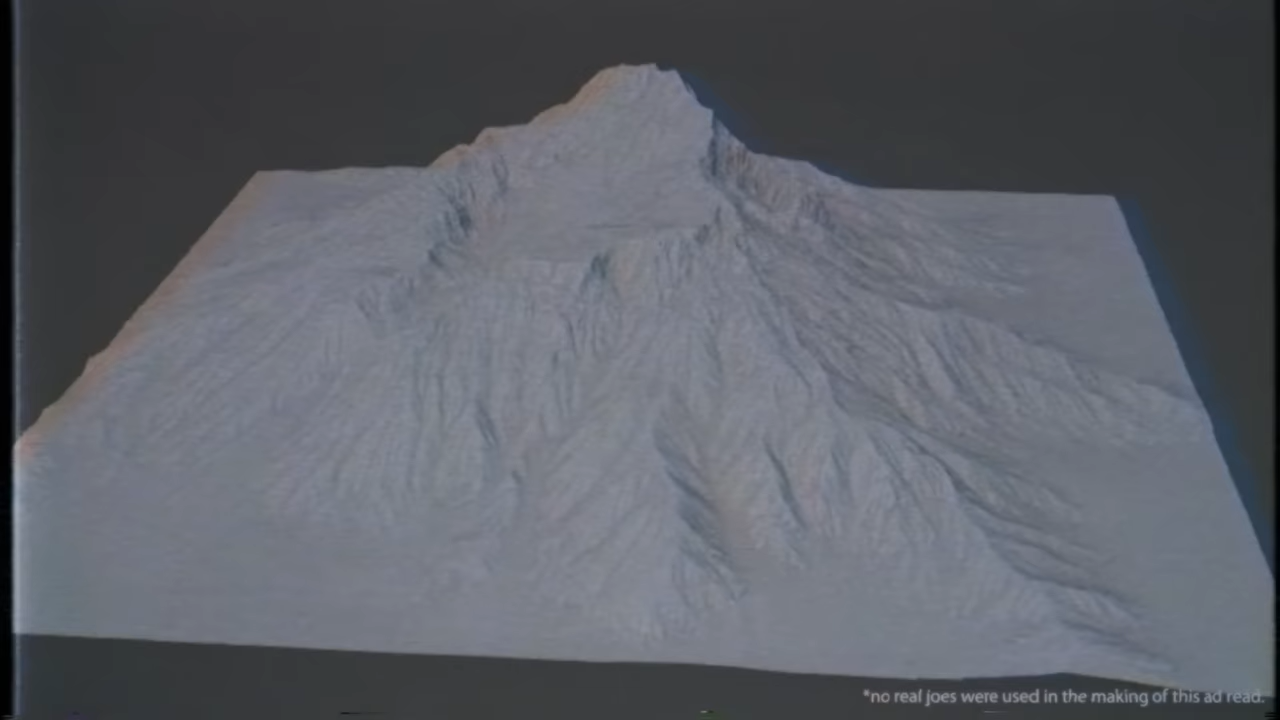 *no real joes were used in the making of this ad read.